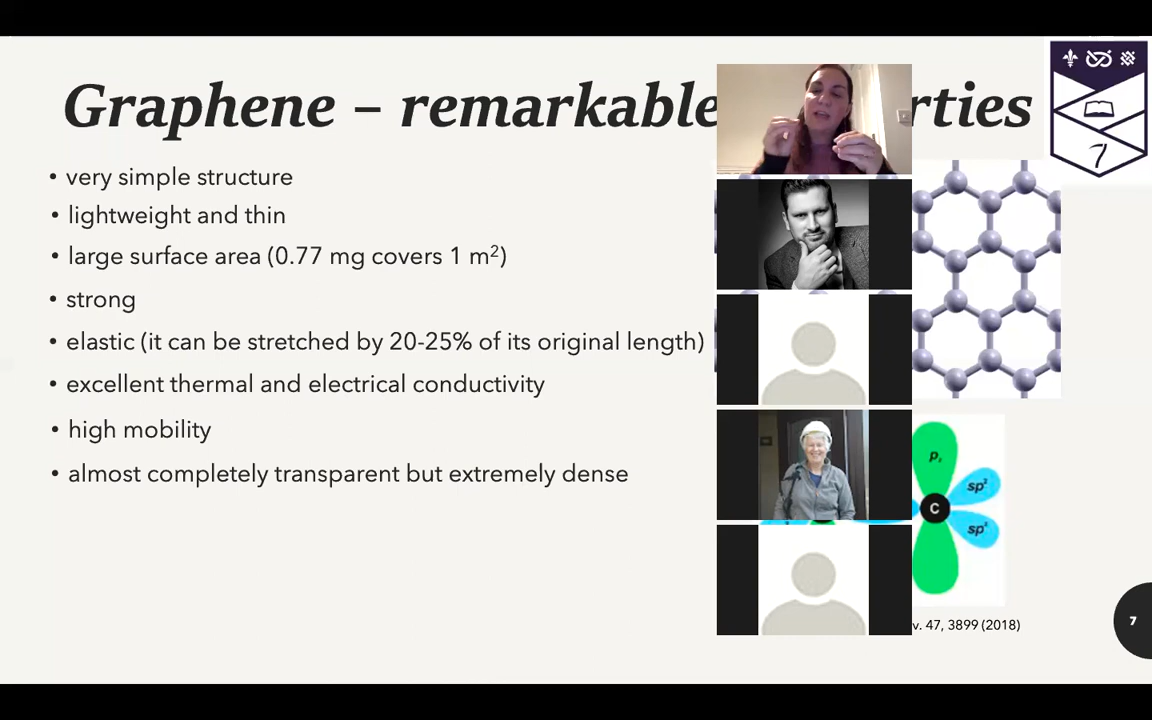 Graphene – remarkable rties
• very simple structure
• lightweight and thin
• large surface area (0.77 mg covers 1 m²)
• strong
• elastic (it can be stretched by 20-25% of its original length)
• excellent thermal and electrical conductivity
• high mobility
• almost completely transparent but extremely dense
p
sp²
C
sp²
v. 47, 3899 (2018)
7